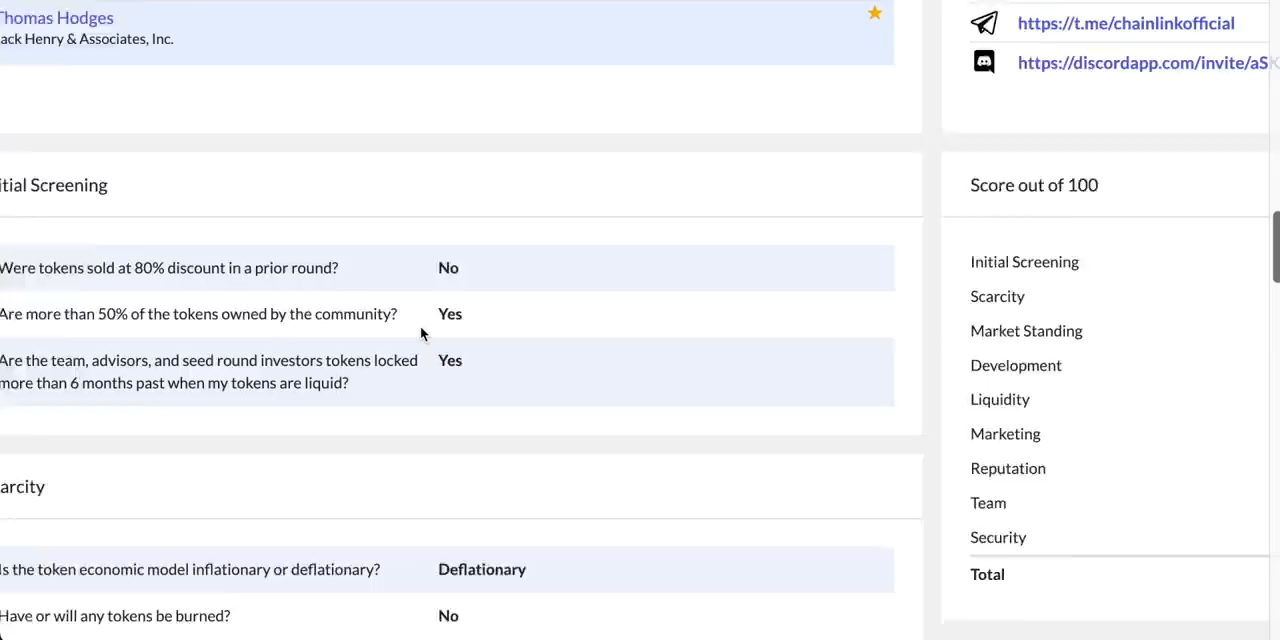 Thomas Hodges
ack Henry & Associates, Inc.
https://t.me/chainlinkofficial
https://discordapp.com/invite/aSK
itial Screening
Were tokens sold at 80% discount in a prior round? No
Are more than 50% of the tokens owned by the community? Yes
Are the team, advisors, and seed round investors tokens locked Yes
more than 6 months past when my tokens are liquid?
arcity
Is the token economic model inflationary or deflationary? Deflationary
Have or will any tokens be burned? No
Score out of 100
Initial Screening
Scarcity
Market Standing
Development
Liquidity
Marketing
Reputation
Team
Security
Total